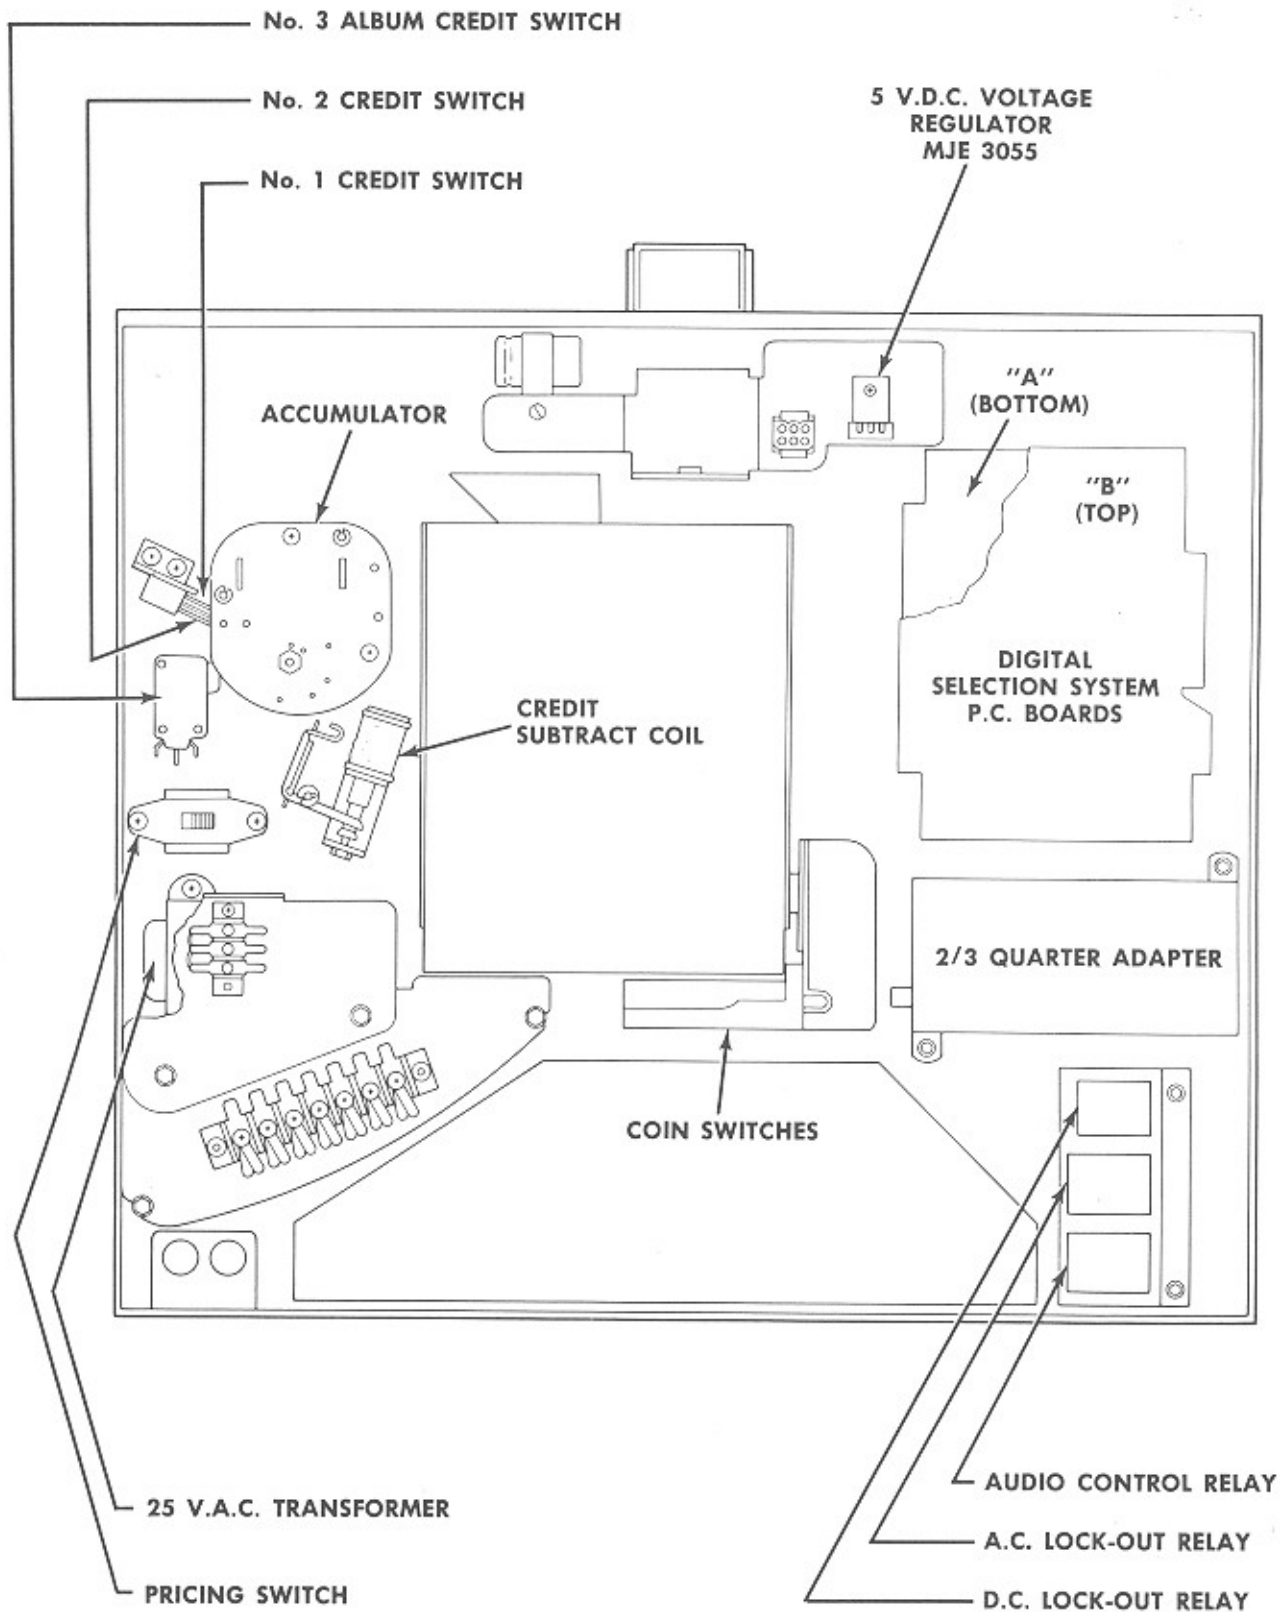 No. 3 ALBUM CREDIT SWITCH
No. 2 CREDIT SWITCH
No. 1 CREDIT SWITCH
5 V.D.C. VOLTAGE
REGULATOR
MJE 3055
ACCUMULATOR
"A"
(BOTTOM)
"B"
(TOP)
DIGITAL
SELECTION SYSTEM
P.C. BOARDS
CREDIT
SUBTRACT COIL
2/3 QUARTER ADAPTER
COIN SWITCHES
25 V.A.C. TRANSFORMER
PRICING SWITCH
AUDIO CONTROL RELAY
A.C. LOCK-OUT RELAY
D.C. LOCK-OUT RELAY